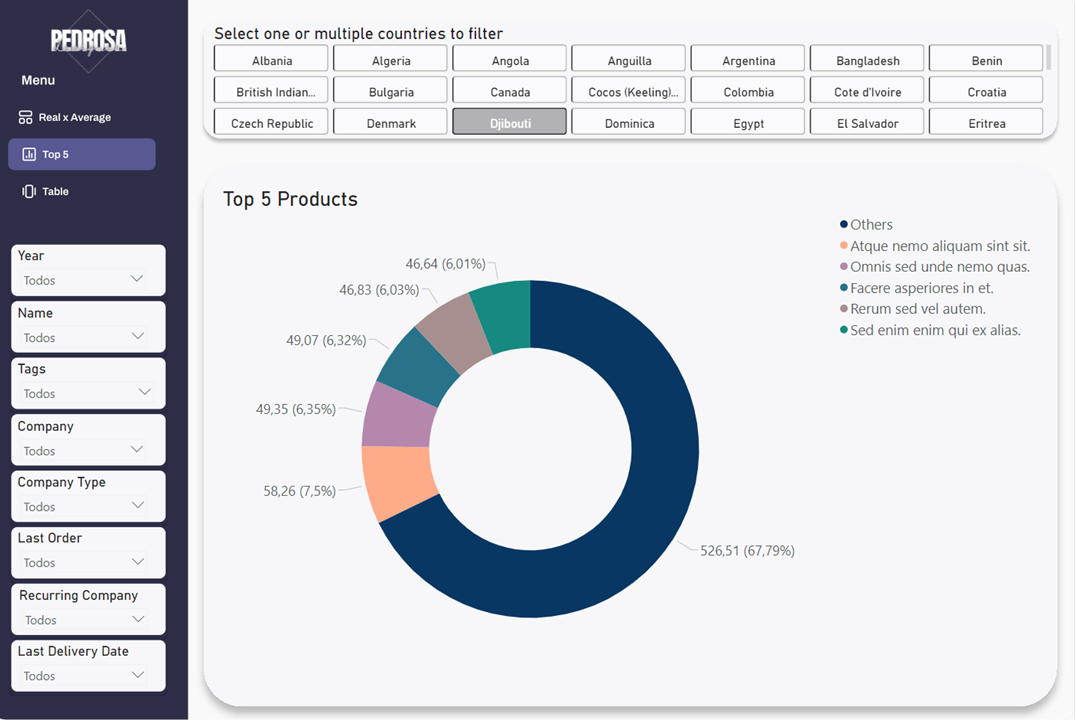 PEDROSA
Menu
Real x Average
Top 5
Table
Year
Todos
Name
Todos
Tags
Todos
Company
Todos
Company Type
Todos
Last Order
Todos
Recurring Company
Todos
Last Delivery Date
Todos
Select one or multiple countries to filter
Albania Algeria Angola Anguilla Argentina Bangladesh Benin
British Indian... Bulgaria Canada Cocos (Keeling)... Colombia Cote d'Ivoire Croatia
Czech Republic Denmark Djibouti Dominica Egypt El Salvador Eritrea
Top 5 Products
Others
Atque nemo aliquam sint sit.
Omnis sed unde nemo quas.
Facere asperiores in et.
Rerum sed vel autem.
Sed enim enim qui ex alias.
46,64 (6,01%)
46,83 (6,03%)
49,07 (6,32%)
49,35 (6,35%)
58,26 (7,5%)
526,51 (67,79%)